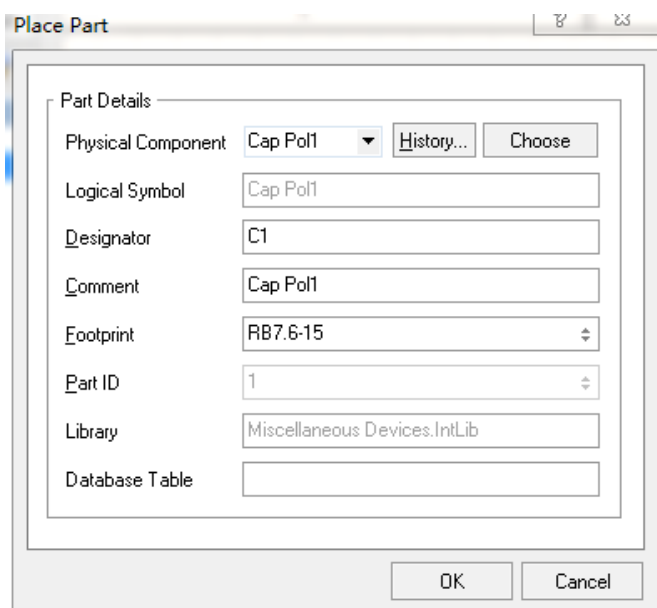 Place Part
Part Details
Physical Component Cap Pol1 History... Choose
Logical Symbol Cap Pol1
Designator C1
Comment Cap Pol1
Footprint RB7.6-15
Part ID 1
Library Miscellaneous Devices.IntLib
Database Table
OK Cancel